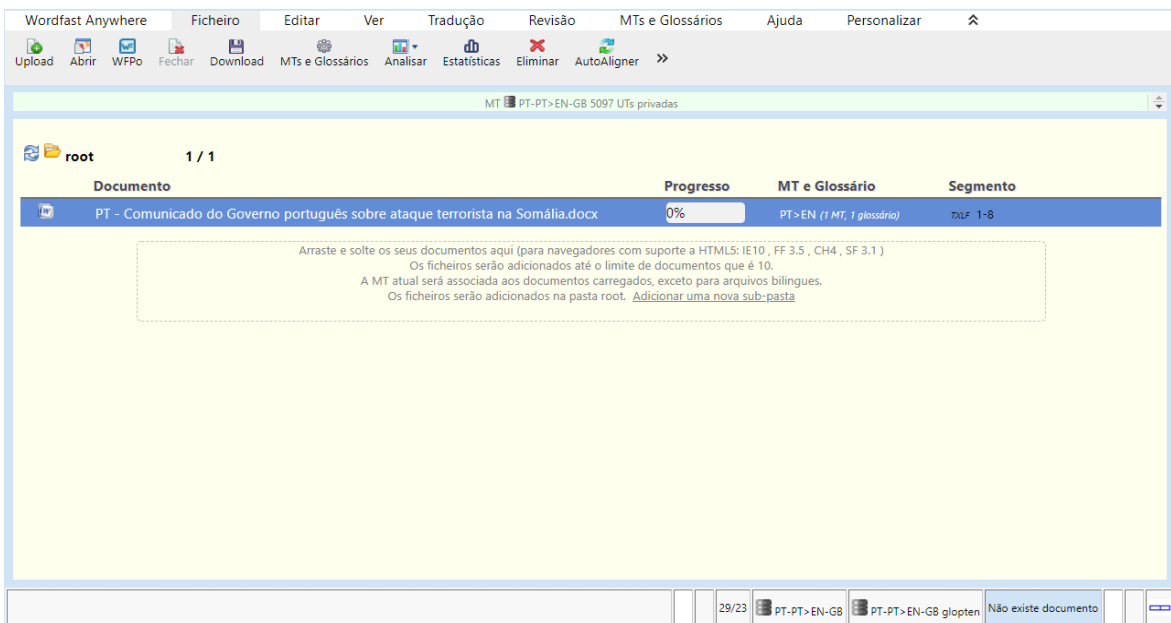 Wordfast Anywhere Ficheiro Editar Ver Tradução Revisão MTs e Glossários Ajuda Personalizar
Upload Abrir WFPo Fechar Download MTs e Glossários Analisar Estatísticas Eliminar AutoAligner »
MT PT-PT>EN-GB 5097 UTs privadas
root 1 / 1
Documento Progresso MT e Glossário Segmento
PT - Comunicado do Governo português sobre ataque terrorista na Somália.docx 0% PT>EN (1 MT, 1 glossário) TXLF 1-8
Arraste e solte os seus documentos aqui (para navegadores com suporte a HTML5: IE10 , FF 3.5 , CH4 , SF 3.1 )
Os ficheiros serão adicionados até o limite de documentos que é 10.
A MT atual será associada aos documentos carregados, exceto para arquivos bilingues.
Os ficheiros serão adicionados na pasta root. Adicionar uma nova sub-pasta
29/23 PT-PT>EN-GB PT-PT>EN-GB glopten Não existe documento